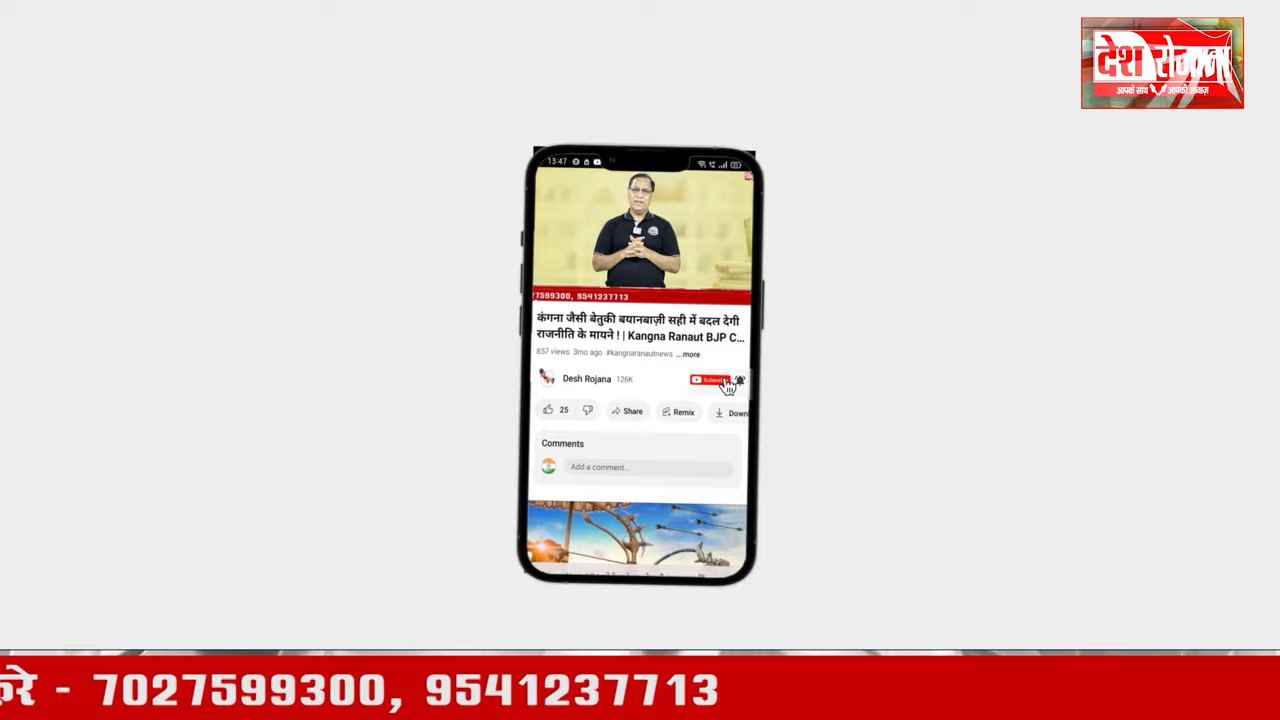 देश रोजाना
आपके साथ आपकी आवाज़
13:47
7599300, 9541237713
कंगना जैसी बेतुकी बयानबाज़ी सही में बदल देगी
राजनीति के मायने ! | Kangna Ranaut BJP C...
857 views 3mo ago #kangnaranautnews ...more
Desh Rojana 126K
Subscribe
25 Share Remix Down
Comments
Add a comment...
करे - 7027599300, 9541237713